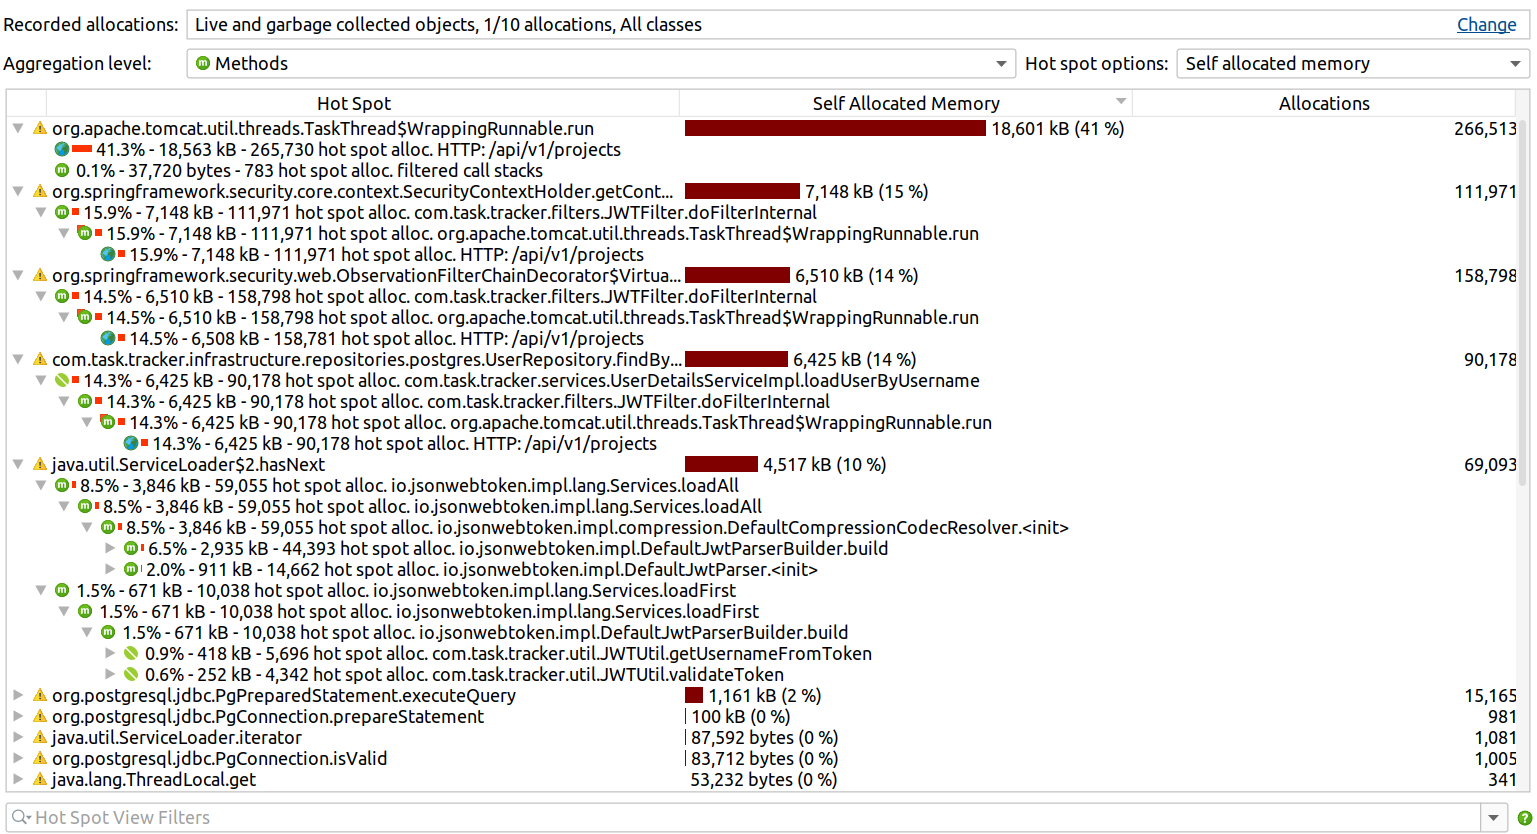 Recorded allocations: Live and garbage collected objects, 1/10 allocations, All classes Change
Aggregation level: Methods Hot spot options: Self allocated memory
Hot Spot Self Allocated Memory Allocations
org.apache.tomcat.util.threads.TaskThread$WrappingRunnable.run 18,601 kB (41 %) 266,513
41.3% - 18,563 kB - 265,730 hot spot alloc. HTTP: /api/v1/projects
0.1% - 37,720 bytes - 783 hot spot alloc. filtered call stacks
org.springframework.security.core.context.SecurityContextHolder.getCont... 7,148 kB (15 %) 111,971
15.9% - 7,148 kB - 111,971 hot spot alloc. com.task.tracker.filters.JWTFilter.doFilterInternal
15.9% - 7,148 kB - 111,971 hot spot alloc. org.apache.tomcat.util.threads.TaskThread$WrappingRunnable.run
15.9% - 7,148 kB - 111,971 hot spot alloc. HTTP: /api/v1/projects
org.springframework.security.web.ObservationFilterChainDecorator$Virtua... 6,510 kB (14 %) 158,798
14.5% - 6,510 kB - 158,798 hot spot alloc. com.task.tracker.filters.JWTFilter.doFilterInternal
14.5% - 6,510 kB - 158,798 hot spot alloc. org.apache.tomcat.util.threads.TaskThread$WrappingRunnable.run
14.5% - 6,508 kB - 158,781 hot spot alloc. HTTP: /api/v1/projects
com.task.tracker.infrastructure.repositories.postgres.UserRepository.findBy... 6,425 kB (14 %) 90,178
14.3% - 6,425 kB - 90,178 hot spot alloc. com.task.tracker.services.UserDetailsServiceImpl.loadUserByUsername
14.3% - 6,425 kB - 90,178 hot spot alloc. com.task.tracker.filters.JWTFilter.doFilterInternal
14.3% - 6,425 kB - 90,178 hot spot alloc. org.apache.tomcat.util.threads.TaskThread$WrappingRunnable.run
14.3% - 6,425 kB - 90,178 hot spot alloc. HTTP: /api/v1/projects
java.util.ServiceLoader$2.hasNext 4,517 kB (10 %) 69,093
8.5% - 3,846 kB - 59,055 hot spot alloc. io.jsonwebtoken.impl.lang.Services.loadAll
8.5% - 3,846 kB - 59,055 hot spot alloc. io.jsonwebtoken.impl.lang.Services.loadAll
8.5% - 3,846 kB - 59,055 hot spot alloc. io.jsonwebtoken.impl.compression.DefaultCompressionCodecResolver.<init>
6.5% - 2,935 kB - 44,393 hot spot alloc. io.jsonwebtoken.impl.DefaultJwtParserBuilder.build
2.0% - 911 kB - 14,662 hot spot alloc. io.jsonwebtoken.impl.DefaultJwtParser.<init>
1.5% - 671 kB - 10,038 hot spot alloc. io.jsonwebtoken.impl.lang.Services.loadFirst
1.5% - 671 kB - 10,038 hot spot alloc. io.jsonwebtoken.impl.lang.Services.loadFirst
1.5% - 671 kB - 10,038 hot spot alloc. io.jsonwebtoken.impl.DefaultJwtParserBuilder.build
0.9% - 418 kB - 5,696 hot spot alloc. com.task.tracker.util.JWTUtil.getUsernameFromToken
0.6% - 252 kB - 4,342 hot spot alloc. com.task.tracker.util.JWTUtil.validateToken
org.postgresql.jdbc.PgPreparedStatement.executeQuery 1,161 kB (2 %) 15,165
org.postgresql.jdbc.PgConnection.prepareStatement 100 kB (0 %) 981
java.util.ServiceLoader.iterator 87,592 bytes (0 %) 1,081
org.postgresql.jdbc.PgConnection.isValid 83,712 bytes (0 %) 1,005
java.lang.ThreadLocal.get 53,232 bytes (0 %) 341
Hot Spot View Filters